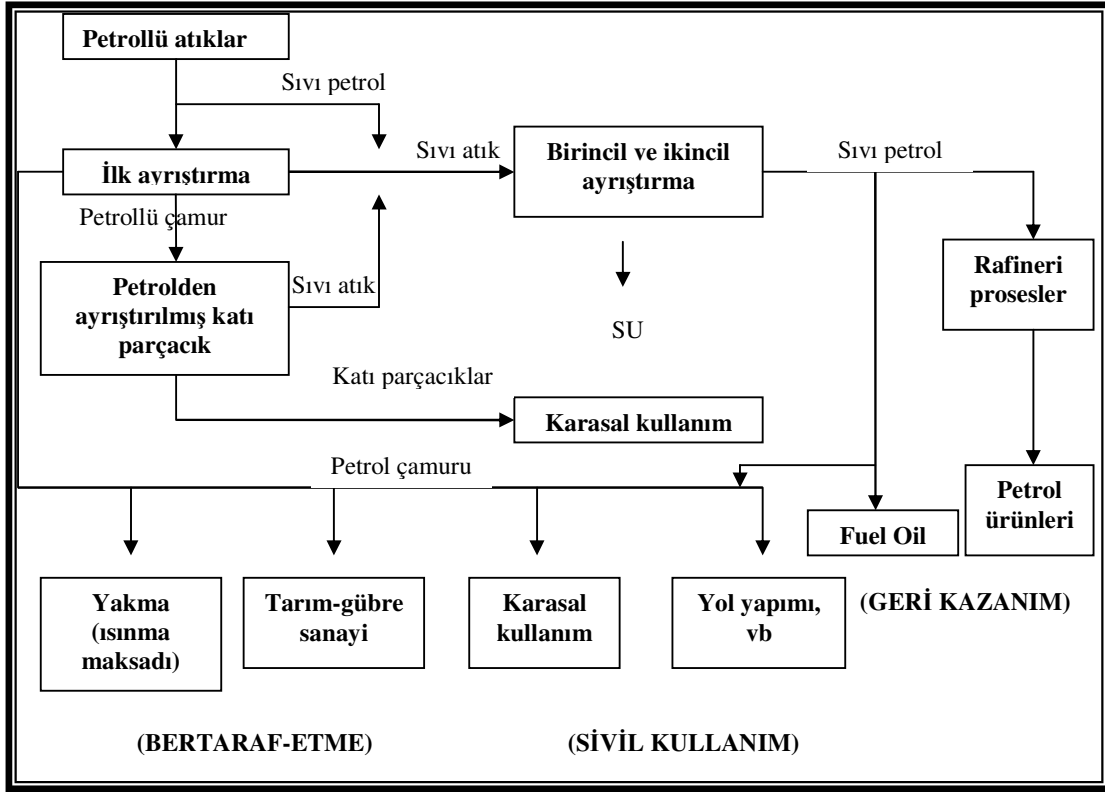 Petrollü atıklar
Sıvı petrol
Sıvı atık
İlk ayrıştırma
Birincil ve ikincil
ayrıştırma
Sıvı petrol
Petrollü çamur
Petrolden
ayrıştırılmış katı
parçacık
Sıvı atık
SU
Rafineri
prosesler
Katı parçacıklar
Karasal kullanım
Petrol çamuru
Petrol
ürünleri
Fuel Oil
Yakma
(ısınma
maksadı)
Tarım-gübre
sanayi
Karasal
kullanım
Yol yapımı,
vb
(GERİ KAZANIM)
(BERTARAF-ETME)
(SİVİL KULLANIM)